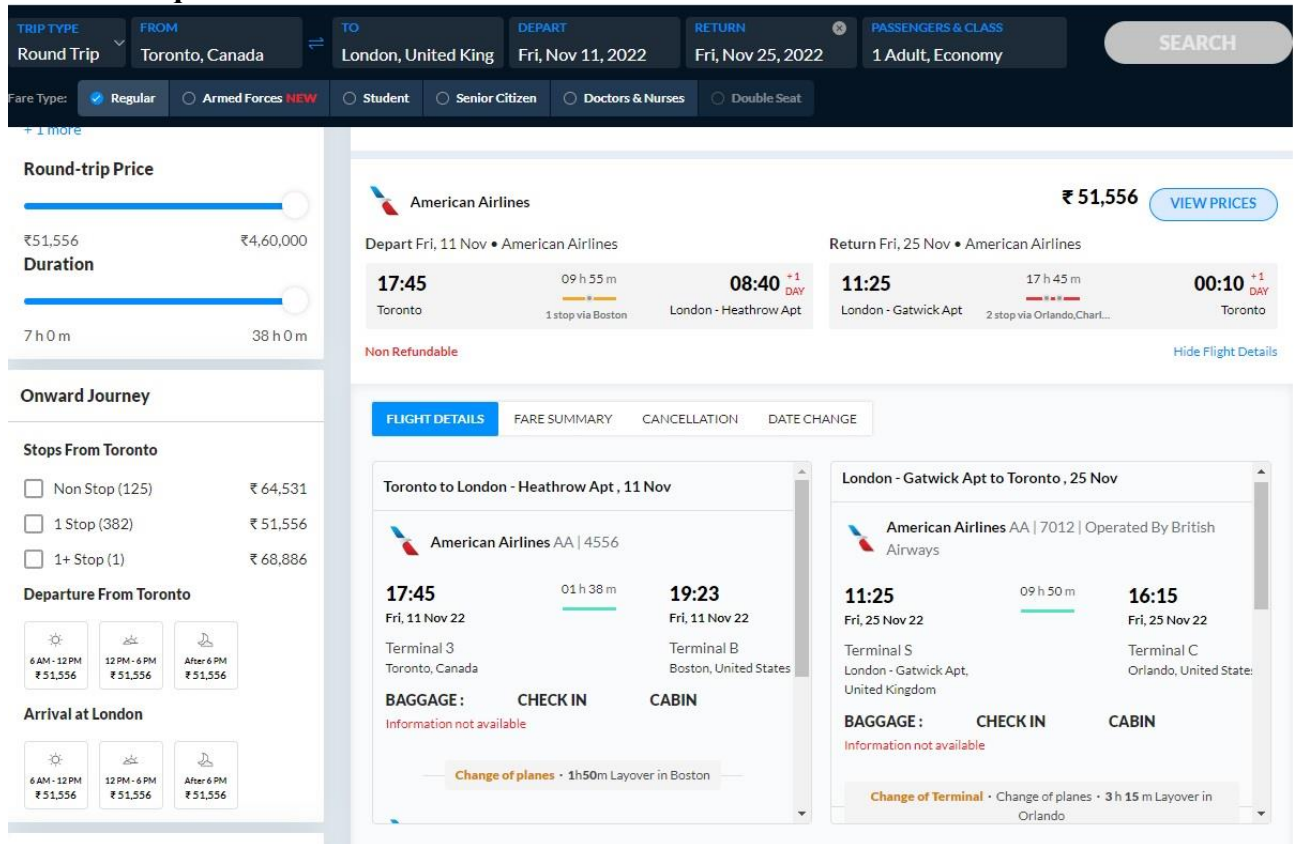 TRIP TYPE
Round Trip
FROM
Toronto, Canada
TO
London, United King
DEPART
Fri, Nov 11, 2022
RETURN
Fri, Nov 25, 2022
PASSENGERS & CLASS
1 Adult, Economy
SEARCH
Fare Type: Regular Armed Forces NEW Student Senior Citizen Doctors & Nurses Double Seat
+ 1 more
Round-trip Price
₹51,556 ₹4,60,000
Duration
7 h 0 m 38 h 0 m
Onward Journey
Stops From Toronto
Non Stop (125) ₹ 64,531
1 Stop (382) ₹ 51,556
1+ Stop (1) ₹ 68,886
Departure From Toronto
6 AM - 12 PM
₹ 51,556
12 PM - 6 PM
₹ 51,556
After 6 PM
₹ 51,556
Arrival at London
6 AM - 12 PM
₹ 51,556
12 PM - 6 PM
₹ 51,556
After 6 PM
₹ 51,556
American Airlines
₹ 51,556
VIEW PRICES
Depart Fri, 11 Nov • American Airlines
17:45
Toronto
09 h 55 m
1 stop via Boston
08:40 +1 DAY
London - Heathrow Apt
Return Fri, 25 Nov • American Airlines
11:25
London - Gatwick Apt
17 h 45 m
2 stop via Orlando,Charl...
00:10 +1 DAY
Toronto
Non Refundable
Hide Flight Details
FLIGHT DETAILS FARE SUMMARY CANCELLATION DATE CHANGE
Toronto to London - Heathrow Apt , 11 Nov
American Airlines AA | 4556
17:45
Fri, 11 Nov 22
Terminal 3
Toronto, Canada
01 h 38 m
19:23
Fri, 11 Nov 22
Terminal B
Boston, United States
BAGGAGE : CHECK IN CABIN
Information not available
Change of planes · 1h50m Layover in Boston
London - Gatwick Apt to Toronto , 25 Nov
American Airlines AA | 7012 | Operated By British
Airways
11:25
Fri, 25 Nov 22
Terminal S
London - Gatwick Apt,
United Kingdom
09 h 50 m
16:15
Fri, 25 Nov 22
Terminal C
Orlando, United State
BAGGAGE : CHECK IN CABIN
Information not available
Change of Terminal · Change of planes · 3 h 15 m Layover in
Orlando